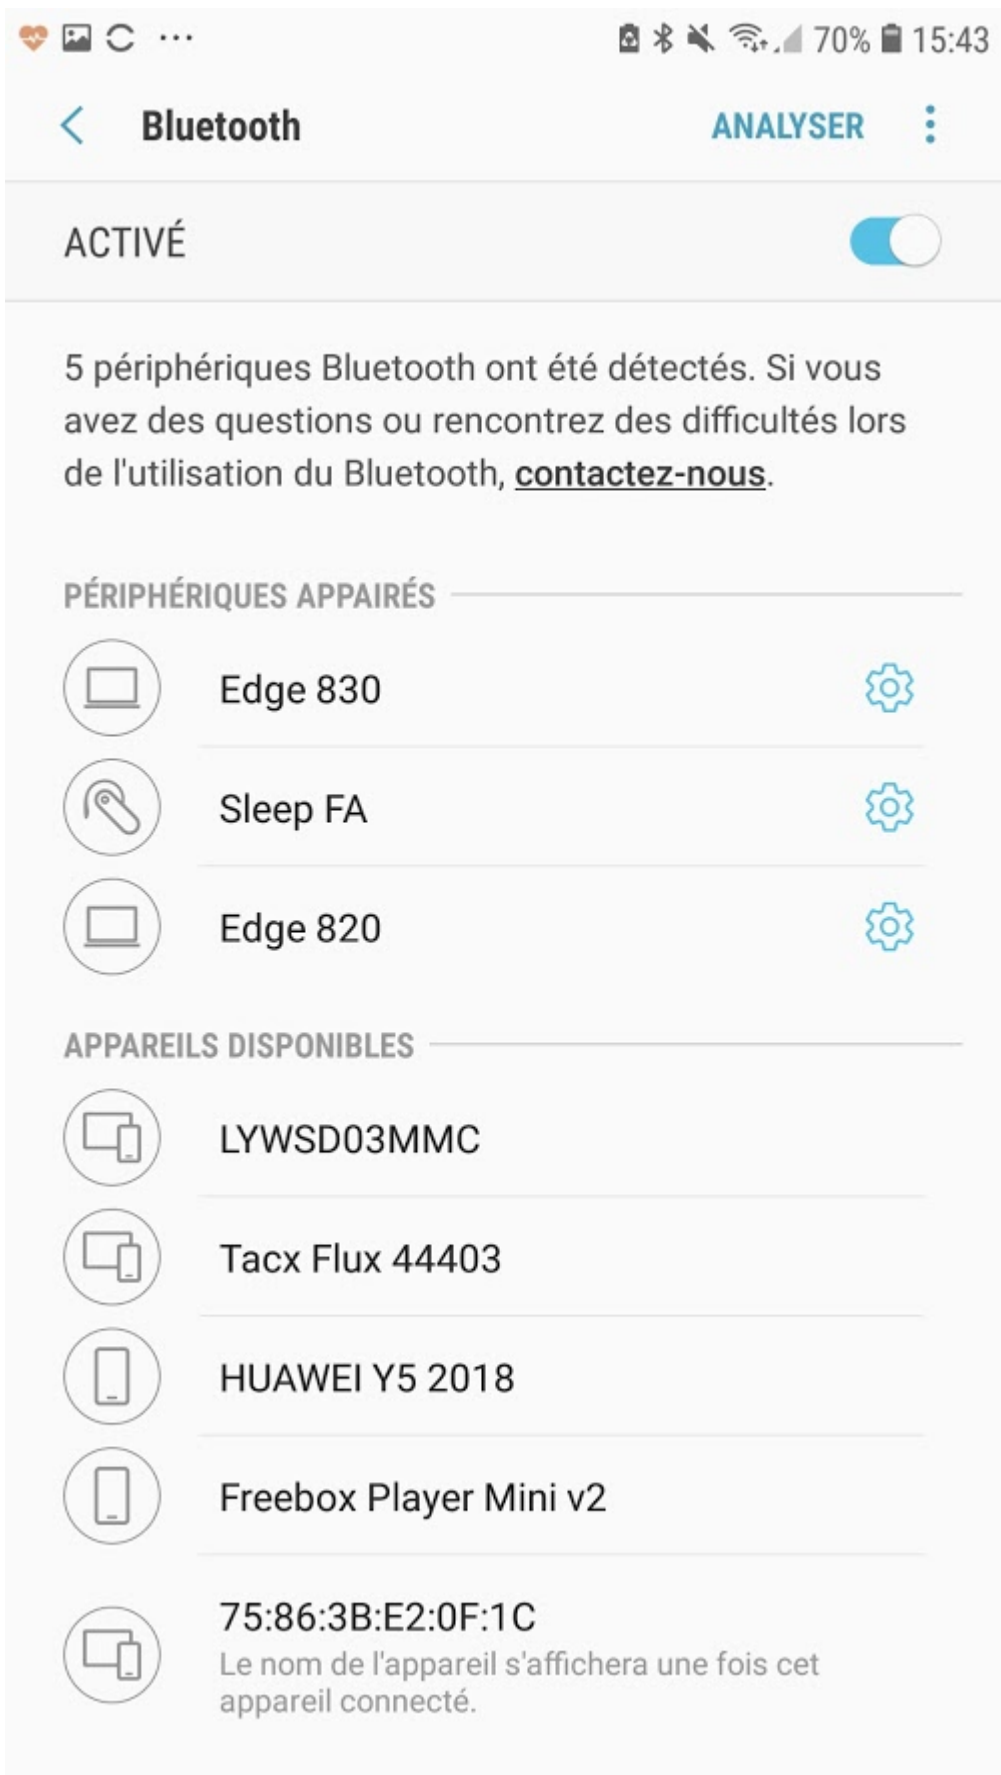 70% 15:43
Bluetooth ANALYSER
ACTIVÉ
5 périphériques Bluetooth ont été détectés. Si vous
avez des questions ou rencontrez des difficultés lors
de l'utilisation du Bluetooth, contactez-nous.
PÉRIPHÉRIQUES APPAIRÉS
Edge 830
Sleep FA
Edge 820
APPAREILS DISPONIBLES
LYWSD03MMC
Tacx Flux 44403
HUAWEI Y5 2018
Freebox Player Mini v2
75:86:3B:E2:0F:1C
Le nom de l'appareil s'affichera une fois cet
appareil connecté.